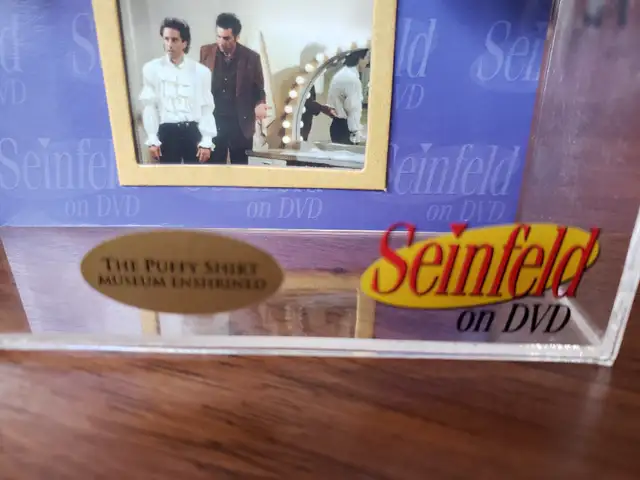 Seinfeld
on DVD
Seinfeld
on DVD
Seinfeld
on DVD
THE PUFFY SHIRT
MUSEUM ENSHRINED
Seinfeld
on DVD